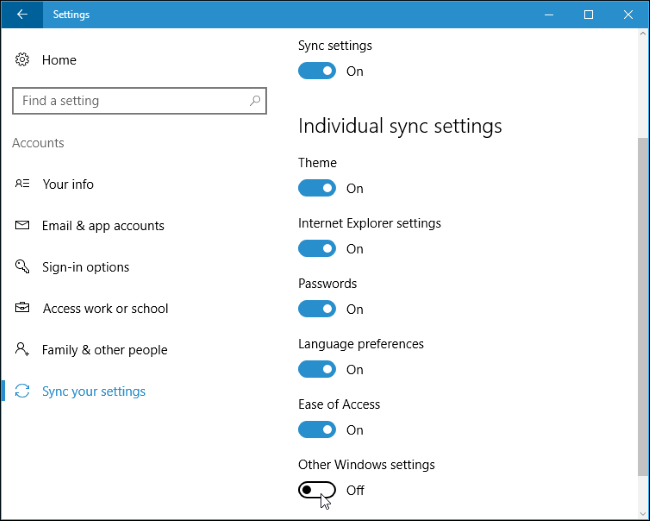 Settings
Home
Find a setting
Accounts
Your info
Email & app accounts
Sign-in options
Access work or school
Family & other people
Sync your settings
Sync settings
On
Individual sync settings
Theme
On
Internet Explorer settings
On
Passwords
On
Language preferences
On
Ease of Access
On
Other Windows settings
Off